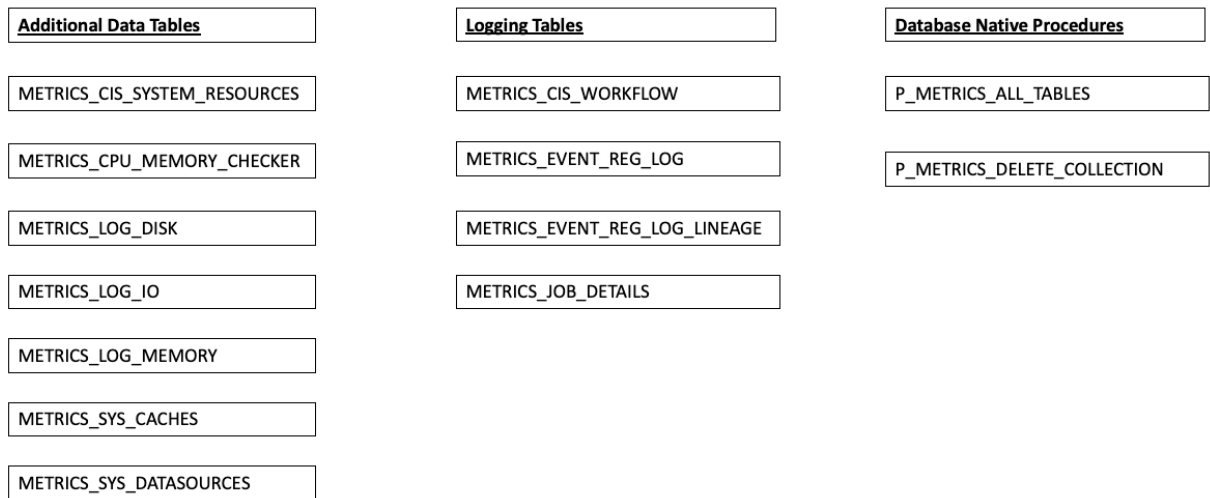 Additional Data Tables
METRICS_CIS_SYSTEM_RESOURCES
METRICS_CPU_MEMORY_CHECKER
METRICS_LOG_DISK
METRICS_LOG_IO
METRICS_LOG_MEMORY
METRICS_SYS_CACHES
METRICS_SYS_DATASOURCES
Logging Tables
METRICS_CIS_WORKFLOW
METRICS_EVENT_REG_LOG
METRICS_EVENT_REG_LOG_LINEAGE
METRICS_JOB_DETAILS
Database Native Procedures
P_METRICS_ALL_TABLES
P_METRICS_DELETE_COLLECTION